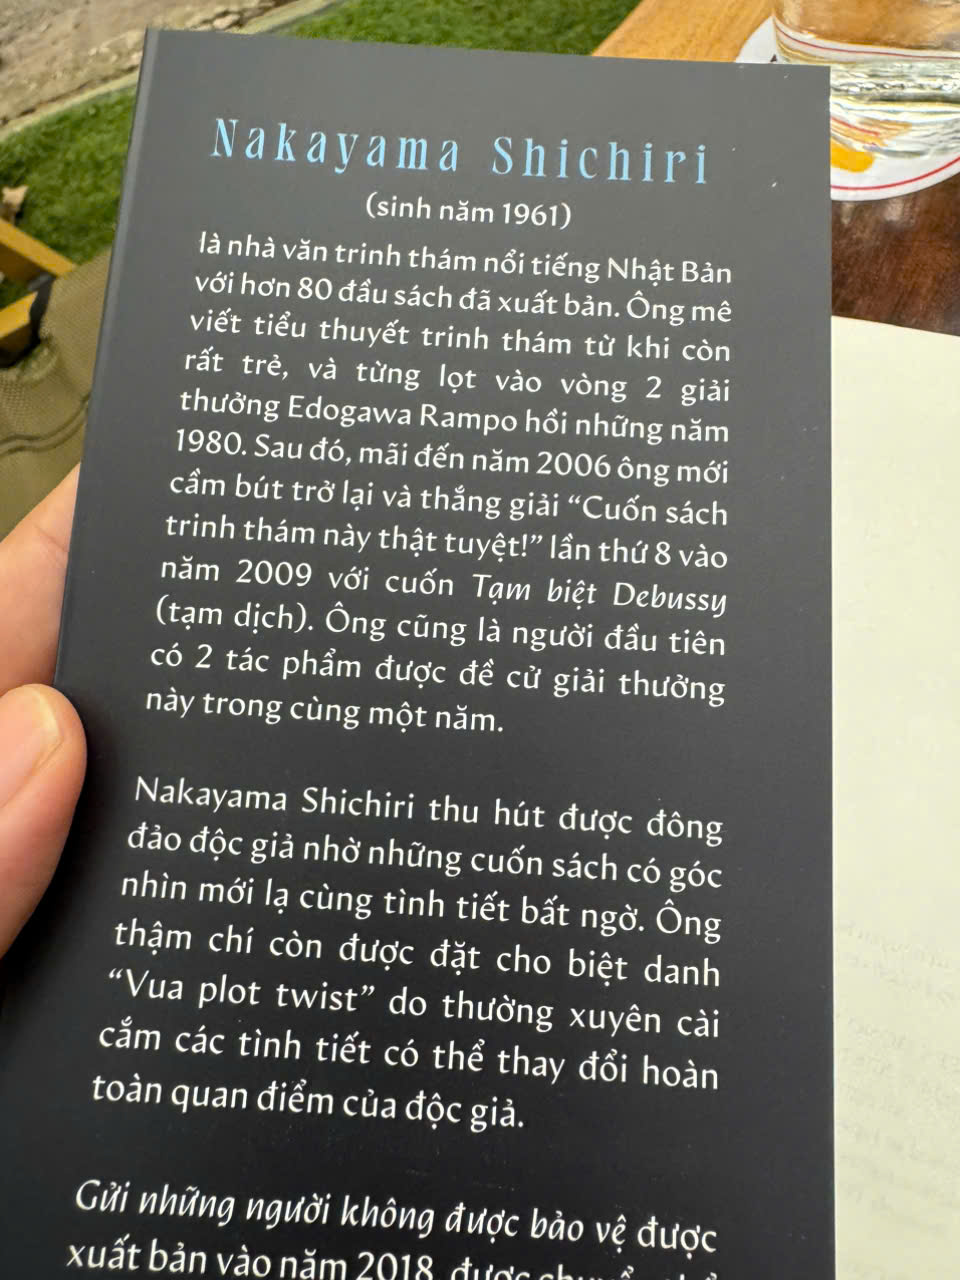 Nakayama Shichiri
(sinh năm 1961)
là nhà văn trinh thám nổi tiếng Nhật Bản
với hơn 80 đầu sách đã xuất bản. Ông mê
viết tiểu thuyết trinh thám từ khi còn
rất trẻ, và từng lọt vào vòng 2 giải
thưởng Edogawa Rampo hồi những năm
1980. Sau đó, mãi đến năm 2006 ông mới
cầm bút trở lại và thắng giải “Cuốn sách
trinh thám này thật tuyệt!” lần thứ 8 vào
năm 2009 với cuốn Tạm biệt Debussy
(tạm dịch). Ông cũng là người đầu tiên
có 2 tác phẩm được đề cử giải thưởng
này trong cùng một năm.
Nakayama Shichiri thu hút được đông
đảo độc giả nhờ những cuốn sách có góc
nhìn mới lạ cùng tình tiết bất ngờ. Ông
thậm chí còn được đặt cho biệt danh
“Vua plot twist” do thường xuyên cài
cắm các tình tiết có thể thay đổi hoàn
toàn quan điểm của độc giả.
Gửi những người không được bảo vệ được
xuất bản vào năm 2018, được